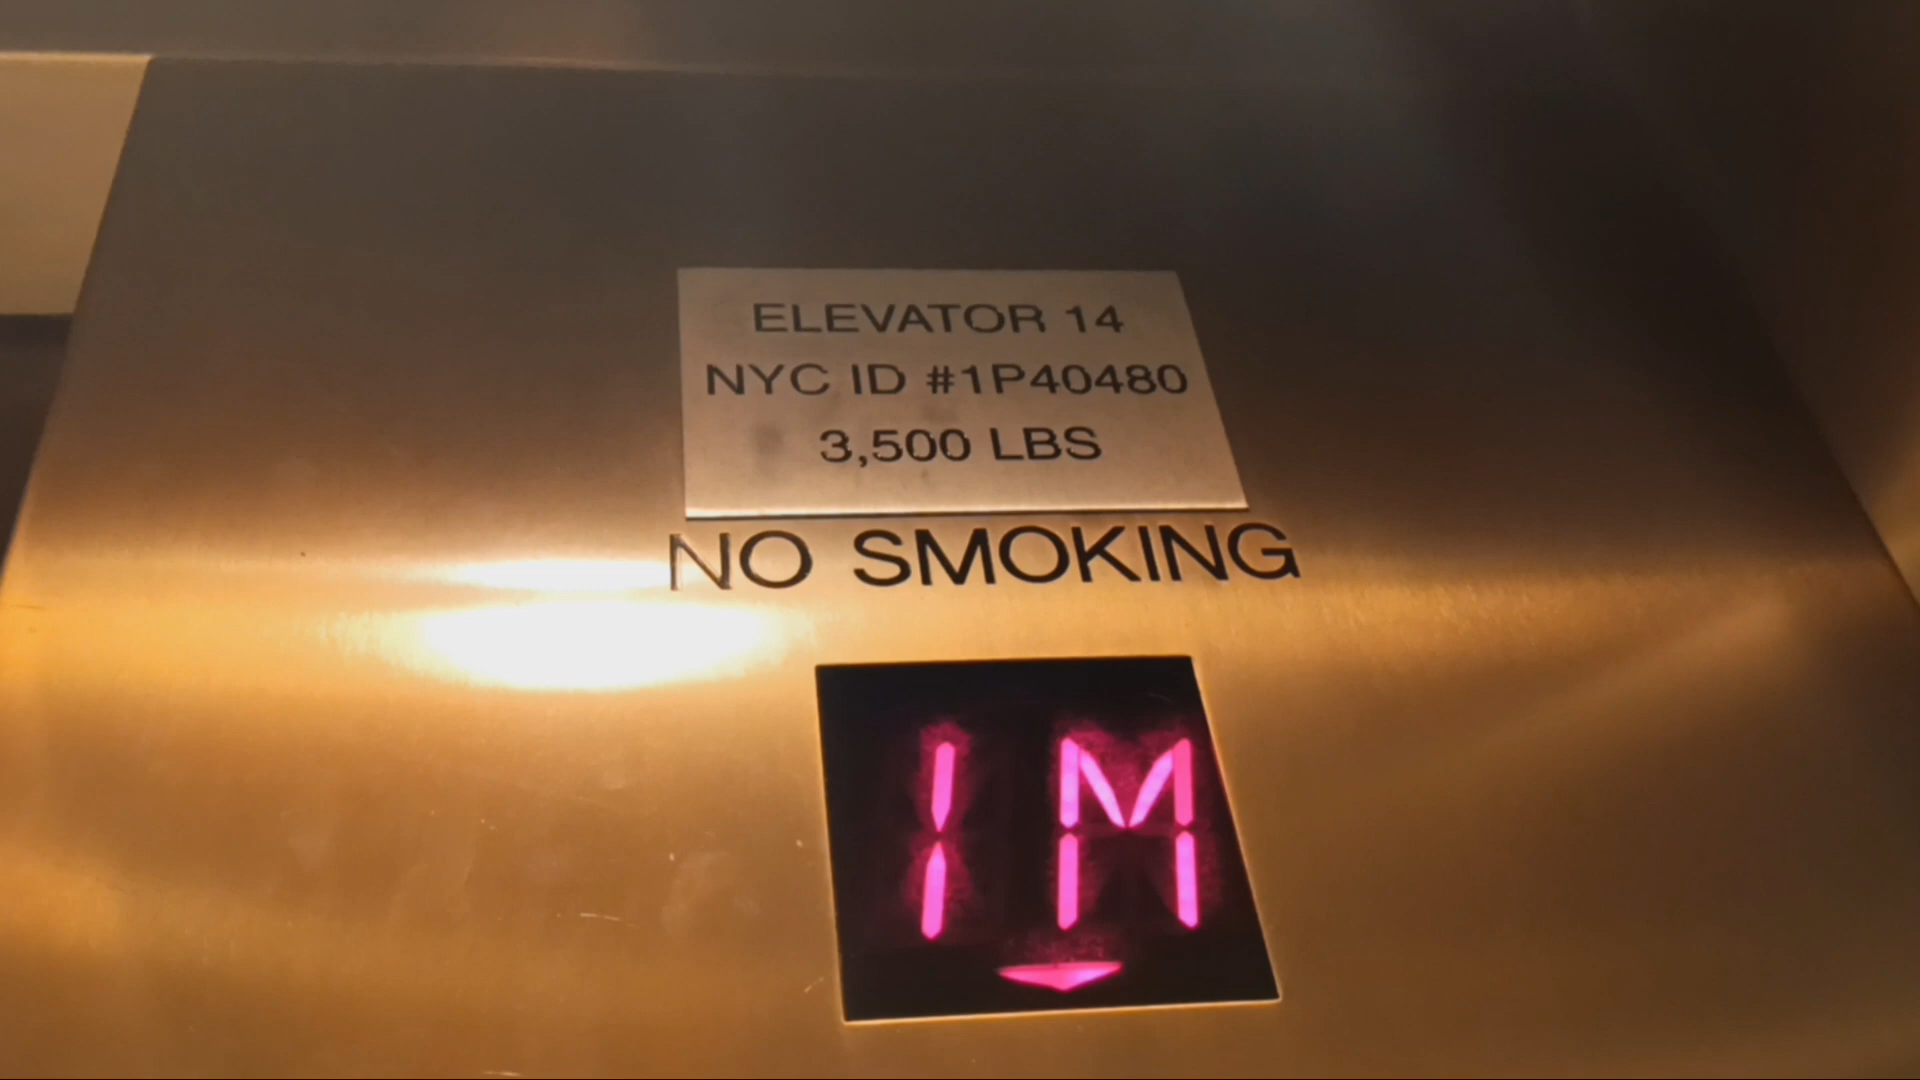 ELEVATOR 14
NYC ID #1P40480
3,500 LBS
NO SMOKING
1M